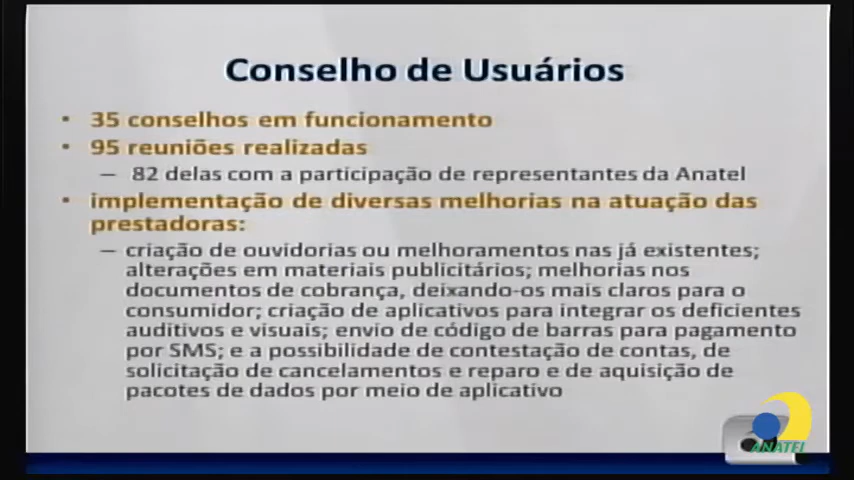 Conselho de Usuários
• 35 conselhos em funcionamento
• 95 reuniões realizadas
– 82 delas com a participação de representantes da Anatel
• implementação de diversas melhorias na atuação das
prestadoras:
– criação de ouvidorias ou melhoramentos nas já existentes;
alterações em materiais publicitários; melhorias nos
documentos de cobrança, deixando-os mais claros para o
consumidor; criação de aplicativos para integrar os deficientes
auditivos e visuais; envio de código de barras para pagamento
por SMS; e a possibilidade de contestação de contas, de
solicitação de cancelamentos e reparo e de aquisição de
pacotes de dados por meio de aplicativo
ANATEL